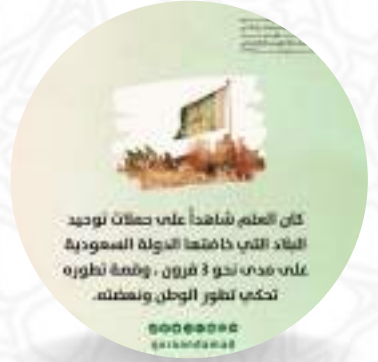 كان العلم شاهداً على حملات توحيد
البلاد التي خاضتها الدولة السعودية
على مدى نحو 3 قرون ، وقصة تطوره
تحكي تطور الوطن ونهضته.